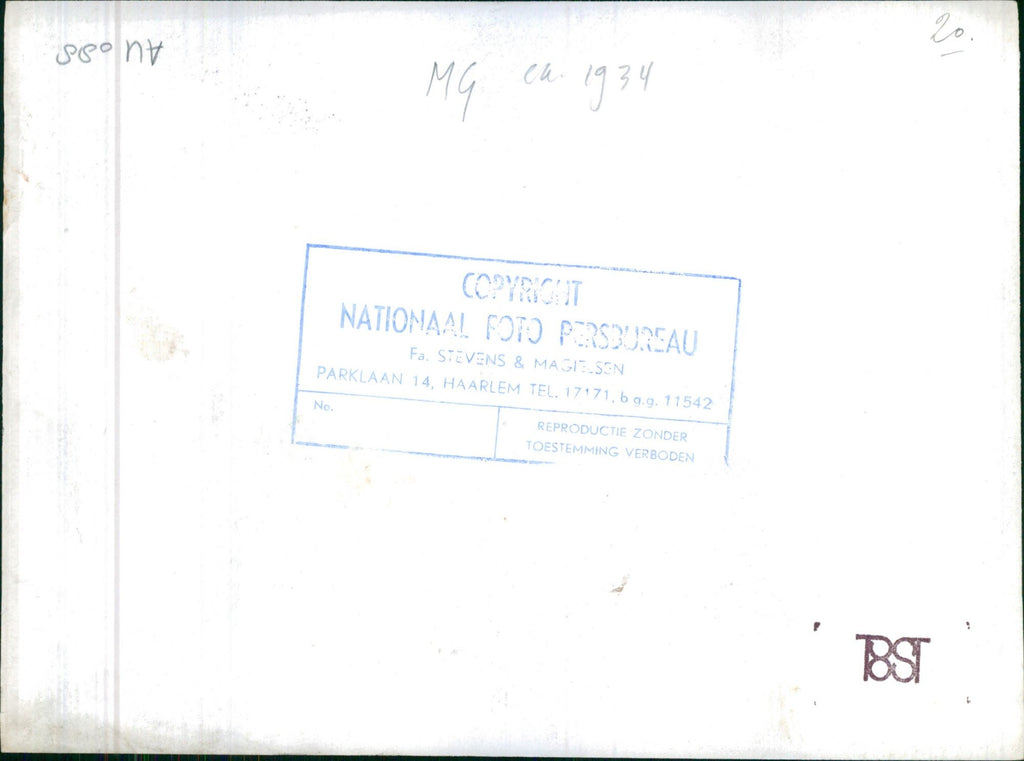 20.
AU 088
MG ca. 1934
COPYRIGHT
NATIONAAL FOTO PERSBUREAU
Fa. STEVENS & MAGIELSEN
PARKLAAN 14, HAARLEM TEL. 17171, b g.g. 11542
No.
REPRODUCTIE ZONDER
TOESTEMMING VERBODEN